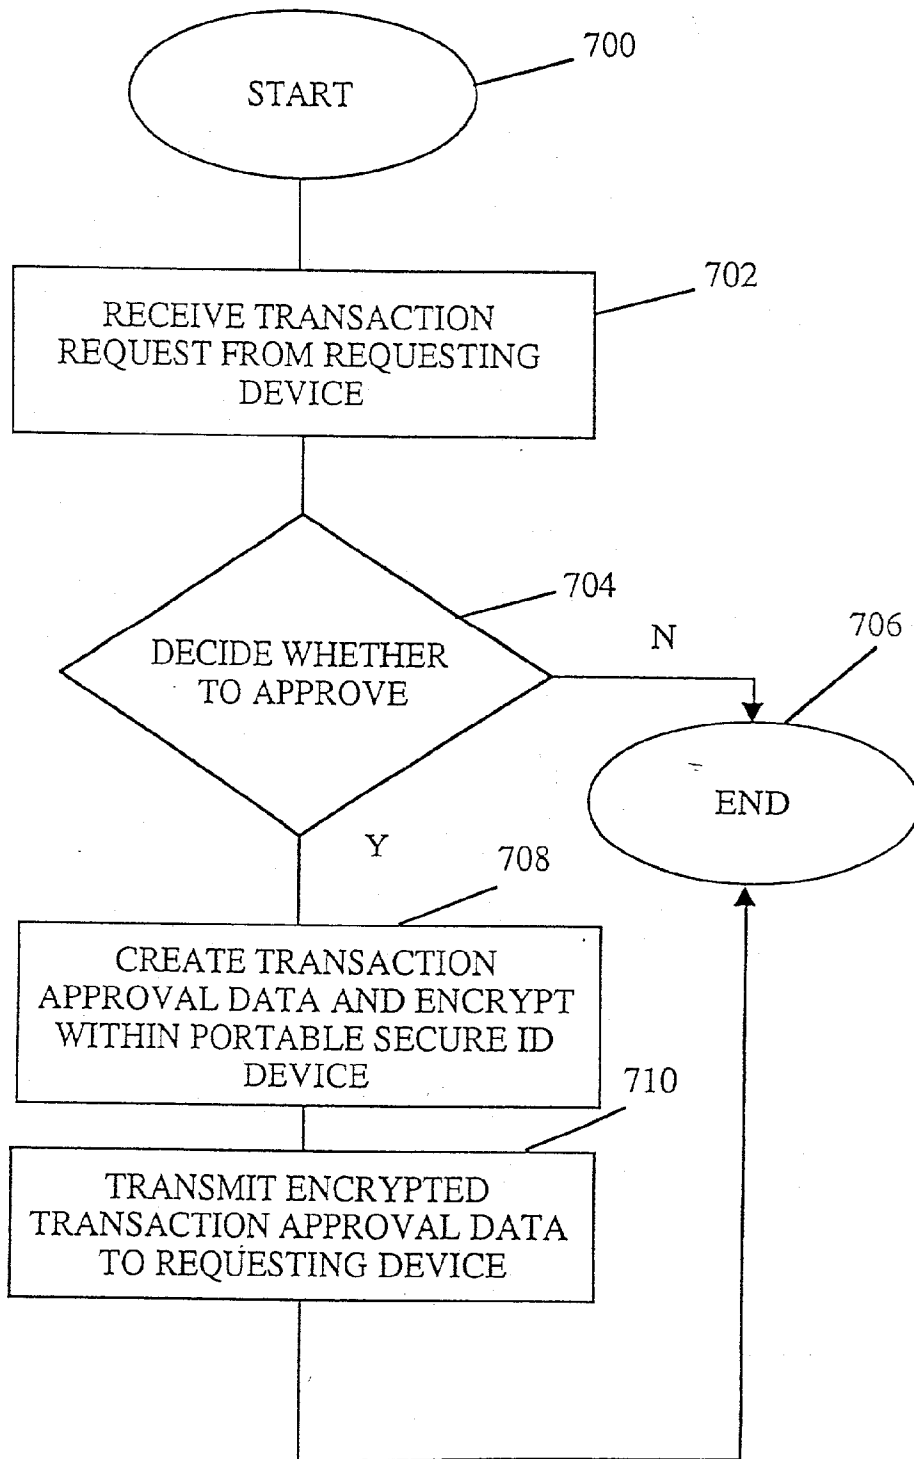 700
START
702
RECEIVE TRANSACTION
REQUEST FROM REQUESTING
DEVICE
704
DECIDE WHETHER
TO APPROVE
N
706
END
Y
708
CREATE TRANSACTION
APPROVAL DATA AND ENCRYPT
WITHIN PORTABLE SECURE ID
DEVICE
710
TRANSMIT ENCRYPTED
TRANSACTION APPROVAL DATA
TO REQUESTING DEVICE